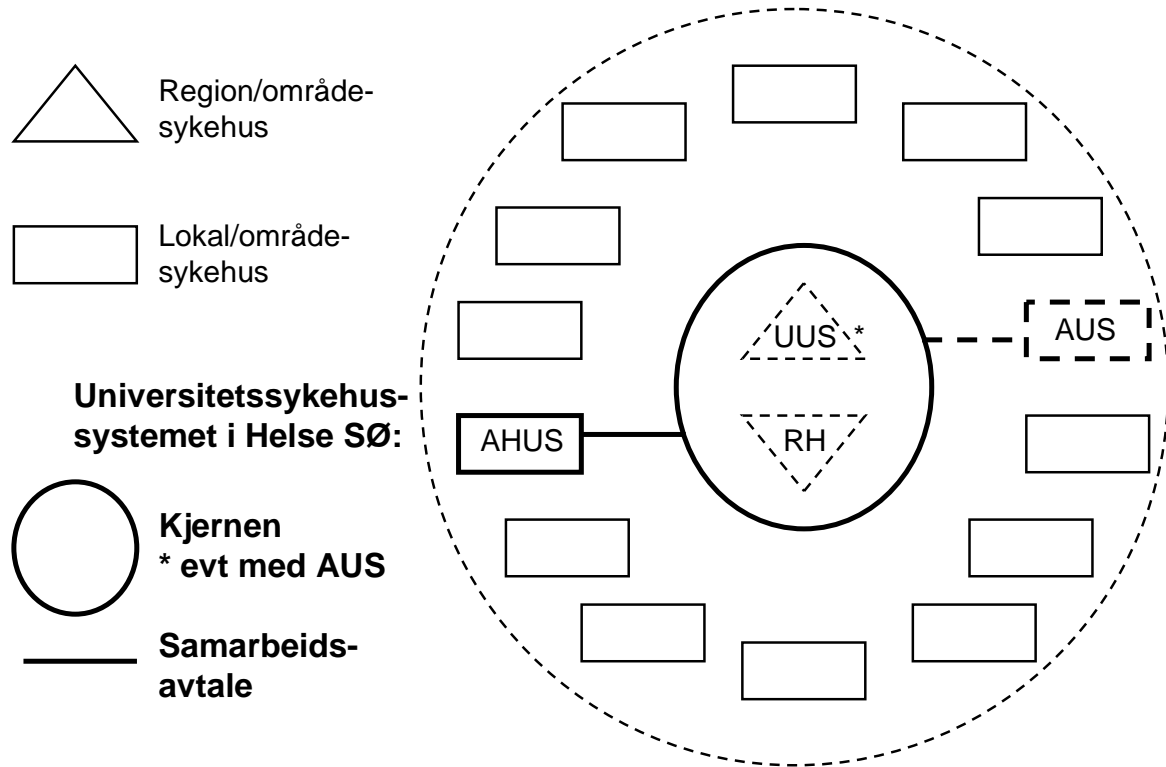 Region/område-
sykehus
Lokal/område-
sykehus
Universitetssykehus-
systemet i Helse SØ:
Kjernen
* evt med AUS
Samarbeids-
avtale
UUS *
RH
AUS
AHUS